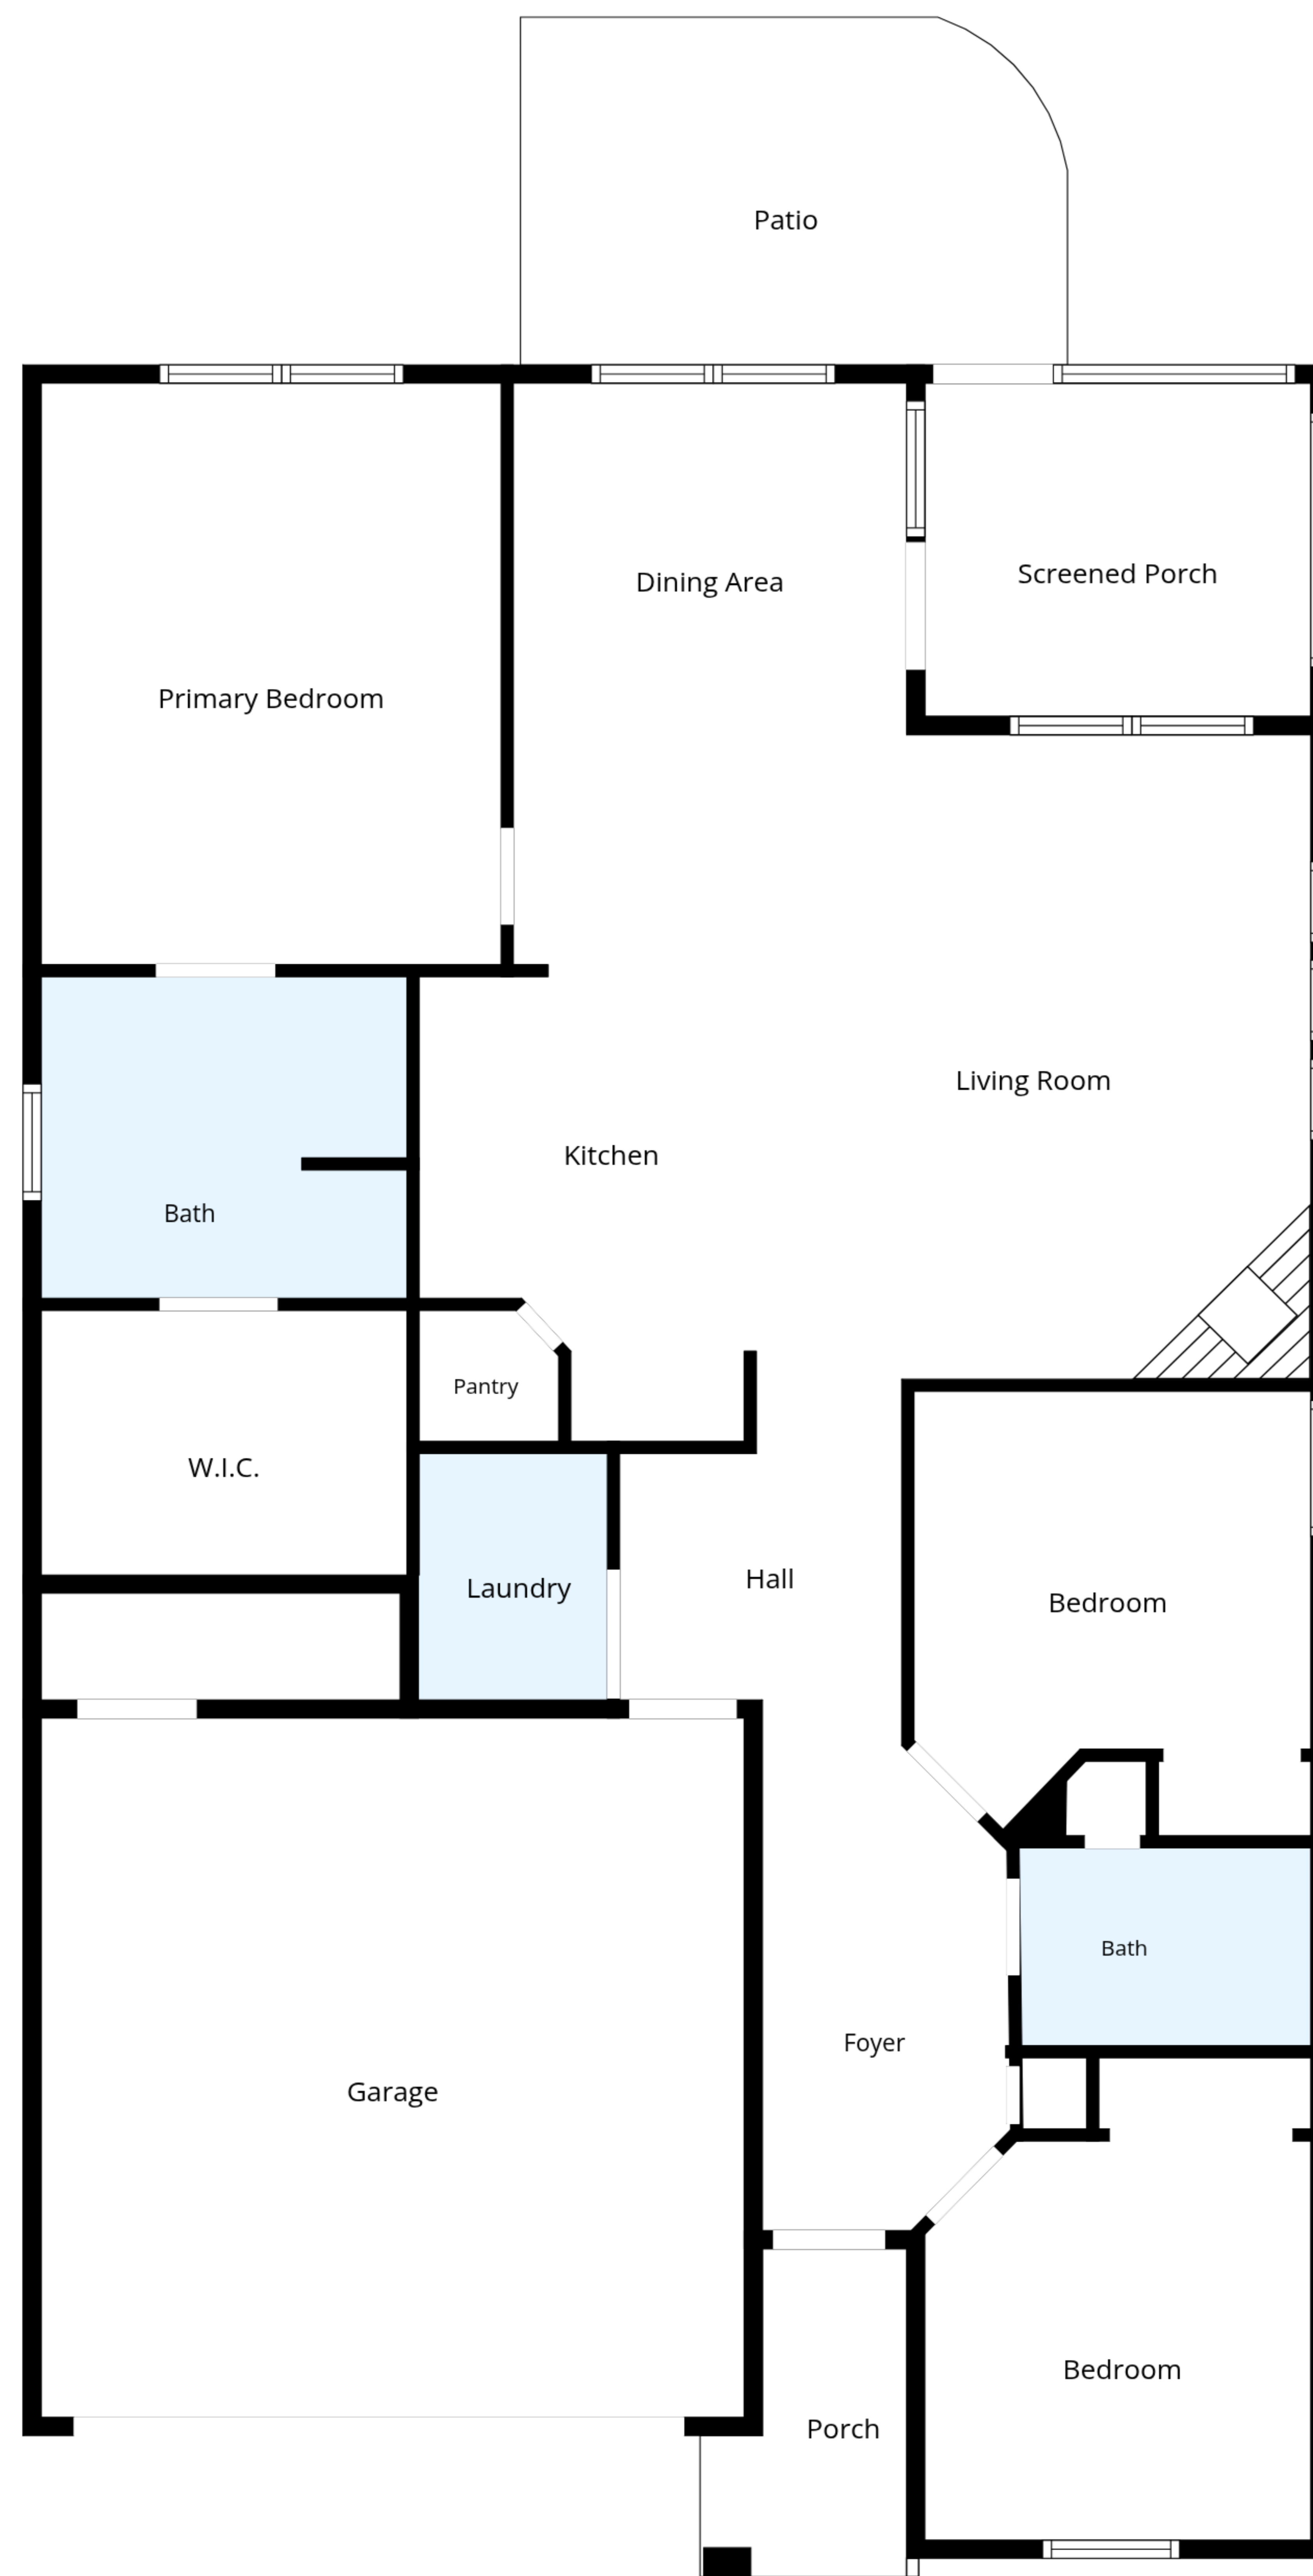 Patio
Screened Porch
Dining Area
Primary Bedroom
Living Room
Kitchen
Bath
Pantry
W.I.C.
Hall
Laundry
Bedroom
Bath
Foyer
Garage
Bedroom
Porch